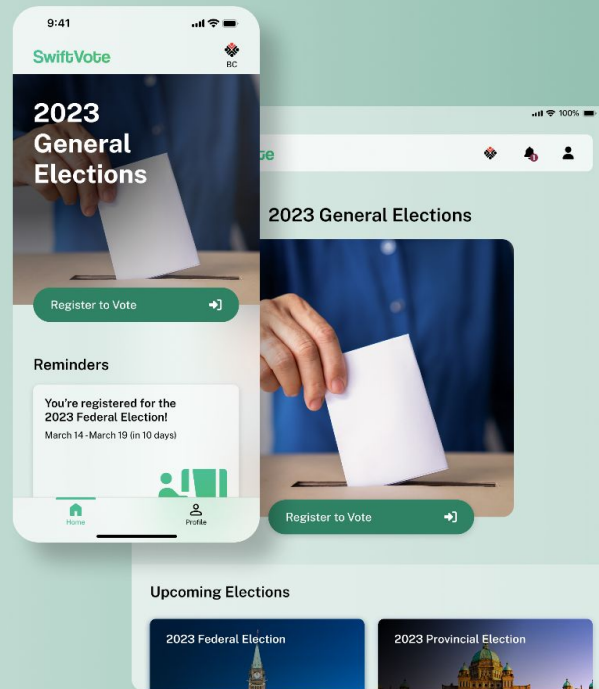 9:41
SwiftVote
BC
2023
General
Elections
Register to Vote
Reminders
You're registered for the
2023 Federal Election!
March 14 - March 19 (in 10 days)
Home
Profile
100%
te
1
2023 General Elections
Register to Vote
Upcoming Elections
2023 Federal Election
2023 Provincial Election